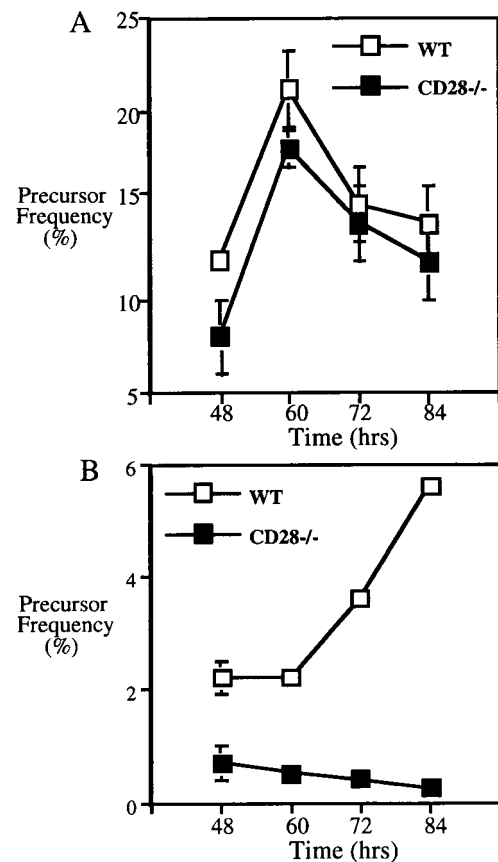 A
25
WT
CD28-/-
20
Precursor
Frequency
(%)
15
10
5
48 60 72 84
Time (hrs)
B
6
WT
CD28-/-
4
Precursor
Frequency
(%)
2
0
48 60 72 84
Time (hrs)